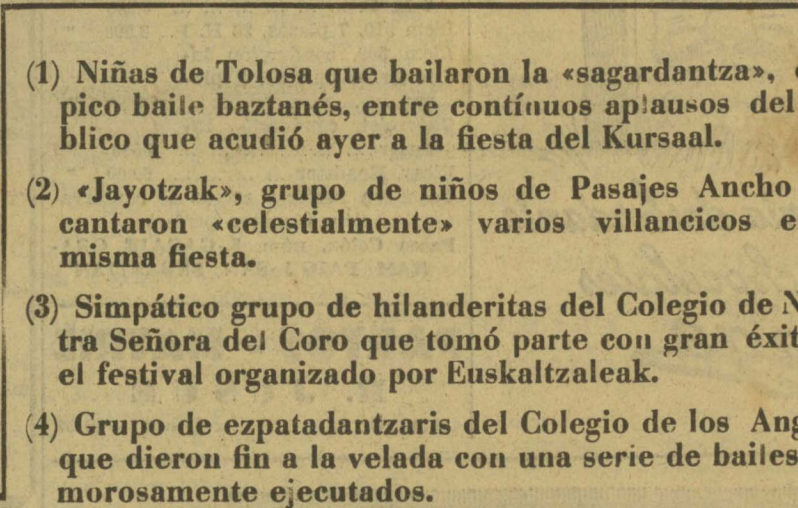 (1) Niñas de Tolosa que bailaron la «sagardantza»,
pico baile baztanés, entre contínuos aplausos del
blico que acudió ayer a la fiesta del Kursaal.
(2) «Jayotzak», grupo de niños de Pasajes Ancho
cantaron «celestialmente» varios villancicos e
misma fiesta.
(3) Simpático grupo de hilanderitas del Colegio de N
tra Señora del Coro que tomó parte con gran éxit
el festival organizado por Euskaltzaleak.
(4) Grupo de ezpatadantzaris del Colegio de los Ang
que dieron fin a la velada con una serie de bailes
morosamente ejecutados.